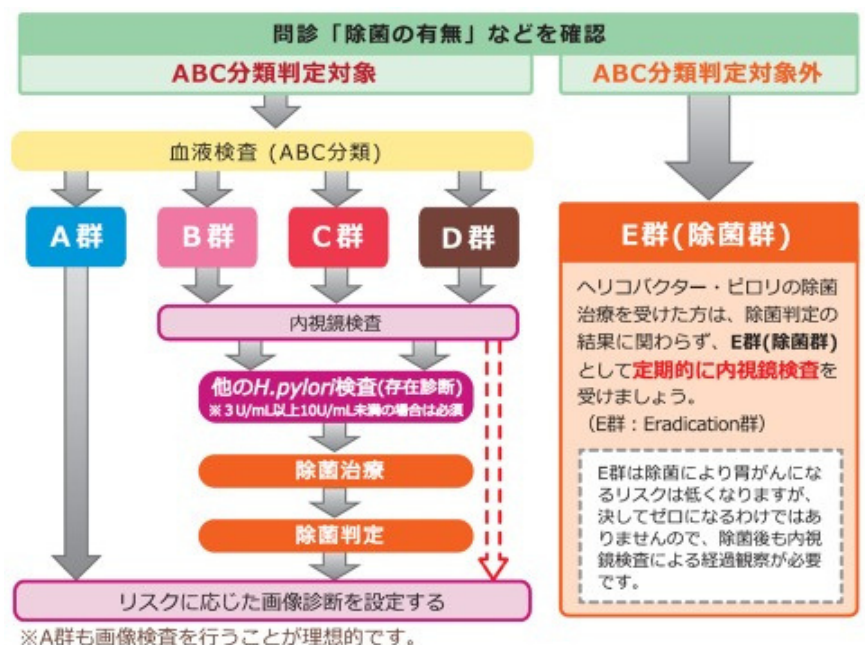 問診「除菌の有無」などを確認
ABC分類判定対象
ABC分類判定対象外
血液検査 (ABC分類)
A群
B群
C群
D群
内視鏡検査
他のH.pylori検査(存在診断)
※3U/mL以上10U/mL未満の場合は必須
除菌治療
除菌判定
リスクに応じた画像診断を設定する
※A群も画像検査を行うことが理想的です。
E群(除菌群)
ヘリコバクター・ピロリの除菌
治療を受けた方は、除菌判定の
結果に関わらず、E群(除菌群)
として定期的に内視鏡検査を
受けましょう。
（E群：Eradication群）
E群は除菌により胃がんにな
るリスクは低くなりますが、
決してゼロになるわけではあ
りませんので、除菌後も内視
鏡検査による経過観察が必要
です。